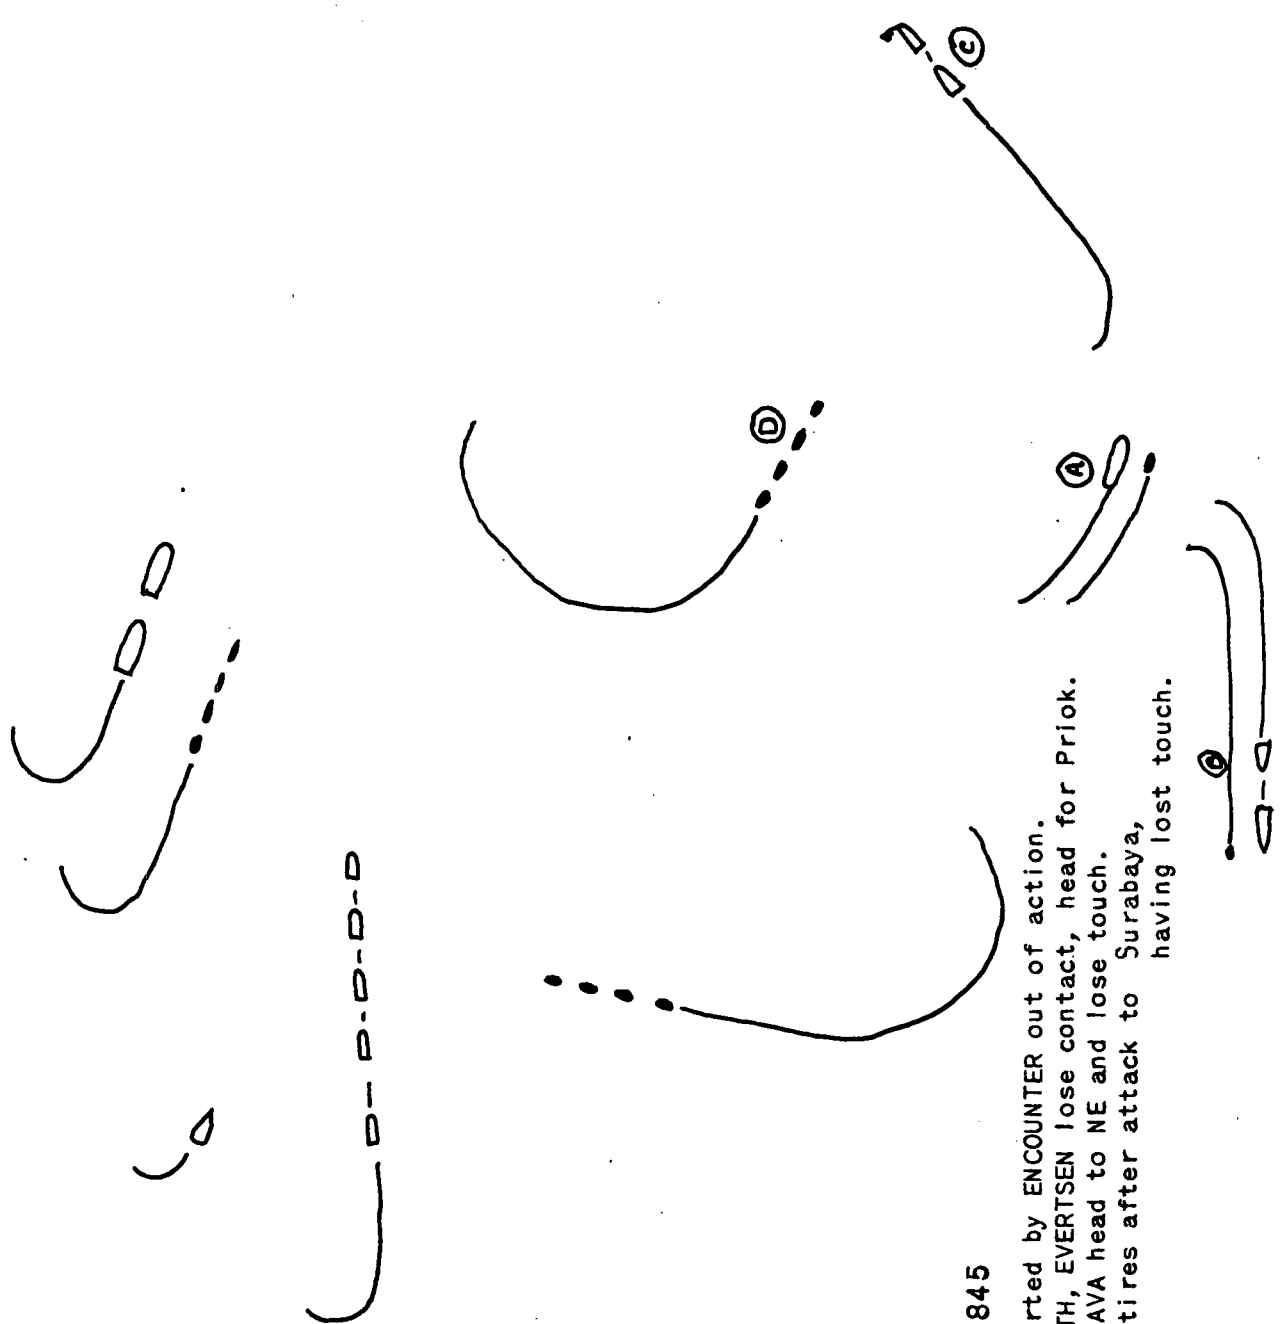 D
C
845
rted by ENCOUNTER out of action.
TH, EVERTSEN lose contact, head for Priok.
A
AVA head to NE and lose touch.
tires after attack to Surabaya,
having lost touch.